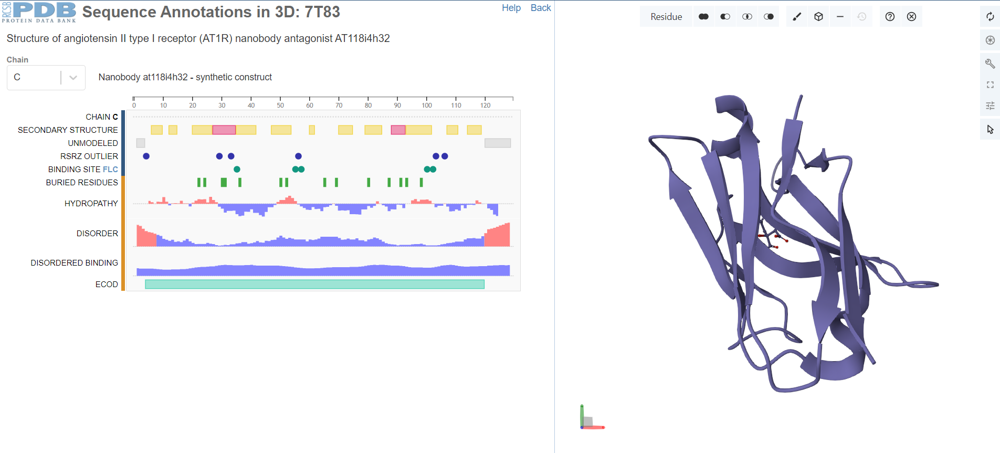 RCSB PDB
PROTEIN DATA BANK
Sequence Annotations in 3D: 7T83
Help Back
Structure of angiotensin II type I receptor (AT1R) nanobody antagonist AT118i4h32
Chain
C
Nanobody at118i4h32 - synthetic construct
0 10 20 30 40 50 60 70 80 90 100 110 120
CHAIN C
SECONDARY STRUCTURE
UNMODELED
RSRZ OUTLIER
BINDING SITE FLC
BURIED RESIDUES
HYDROPATHY
DISORDER
DISORDERED BINDING
ECOD
Residue